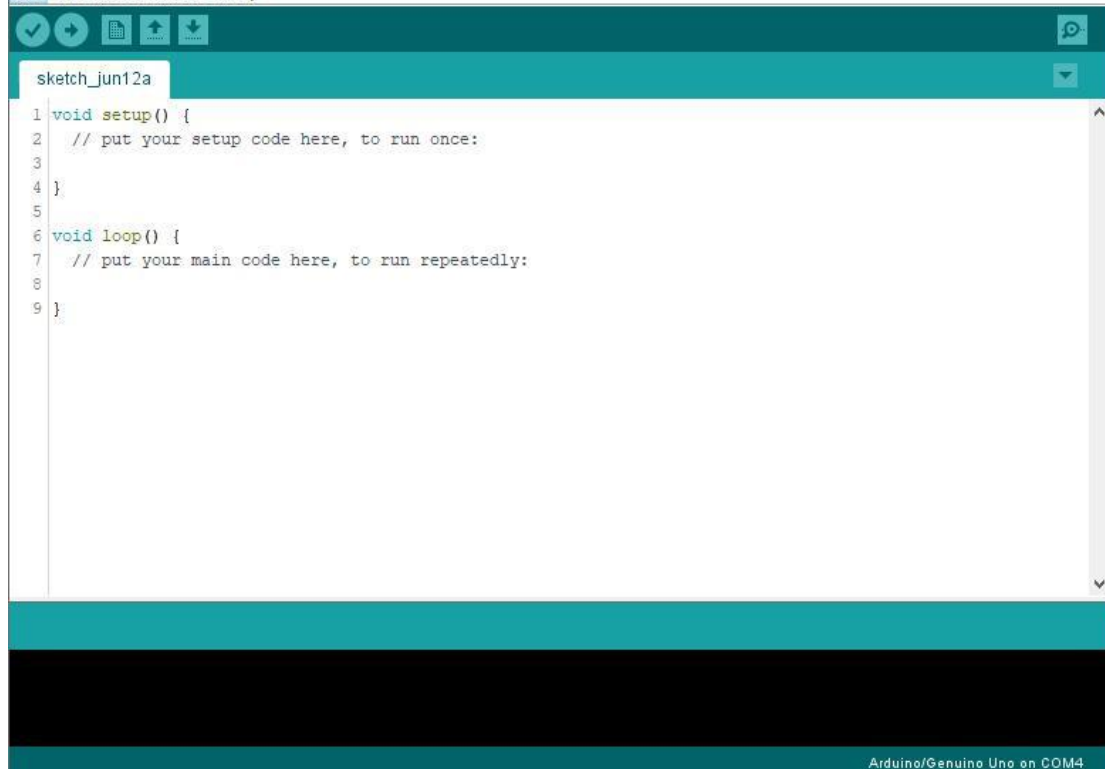 sketch_jun12a
1 void setup() {
2   // put your setup code here, to run once:
3
4 }
5
6 void loop() {
7   // put your main code here, to run repeatedly:
8
9 }
Arduino/Genuino Uno on COM4